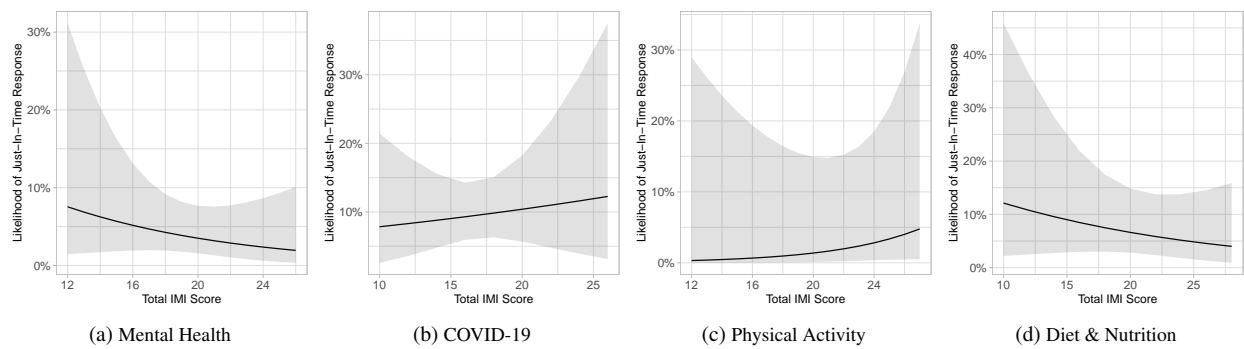 Likelihood of Just−In−Time Response
30%
20%
10%
0%
12 16 20 24
Total IMI Score
(a) Mental Health
Likelihood of Just−In−Time Response
30%
20%
10%
10 15 20 25
Total IMI Score
(b) COVID-19
Likelihood of Just−In−Time Response
30%
20%
10%
0%
12 16 20 24
Total IMI Score
(c) Physical Activity
Likelihood of Just−In−Time Response
40%
30%
20%
10%
0%
10 15 20 25
Total IMI Score
(d) Diet & Nutrition